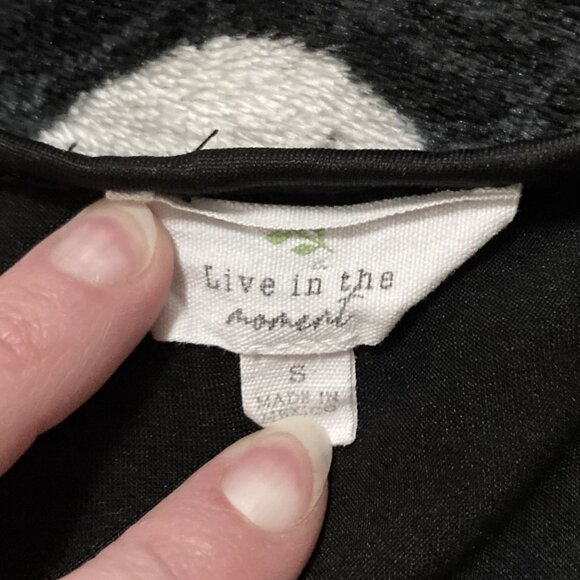 Live in the
moment
S
MADE IN
MEXICO